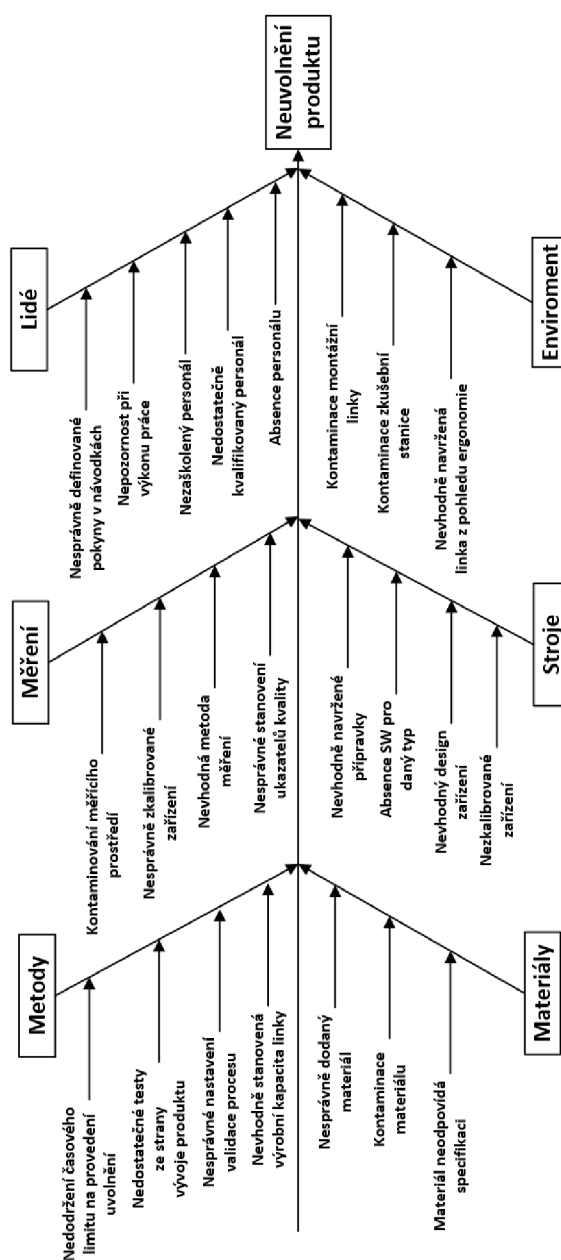 Metody
Nedodržení časového
limitu na provedení
uvolnění
Nedostatečné testy
ze strany
vývoje produktu
Nesprávné nastavení
validace procesu
Nevhodně stanovená
výrobní kapacita linky
Měření
Kontaminování měřícího
prostředí
Nesprávně zkalibrované
zařízení
Nevhodná metoda
měření
Nesprávné stanovení
ukazatelů kvality
Lidé
Nesprávně definované
pokyny v návodkách
Nepozornost při
výkonu práce
Nezaškolený personál
Nedostatečně
kvalifikovaný personál
Absence personálu
Neuvolnění
produktu
Nesprávně dodaný
materiál
Kontaminace
materiálu
Materiál neodpovídá
specifikaci
Materiály
Nevhodně navržené
přípravky
Absence SW pro
daný typ
Nevhodný design
zařízení
Nezkalibrované
zařízení
Stroje
Kontaminace montážní
linky
Kontaminace zkušební
stanice
Nevhodně navržená
linka z pohledu ergonomie
Enviroment